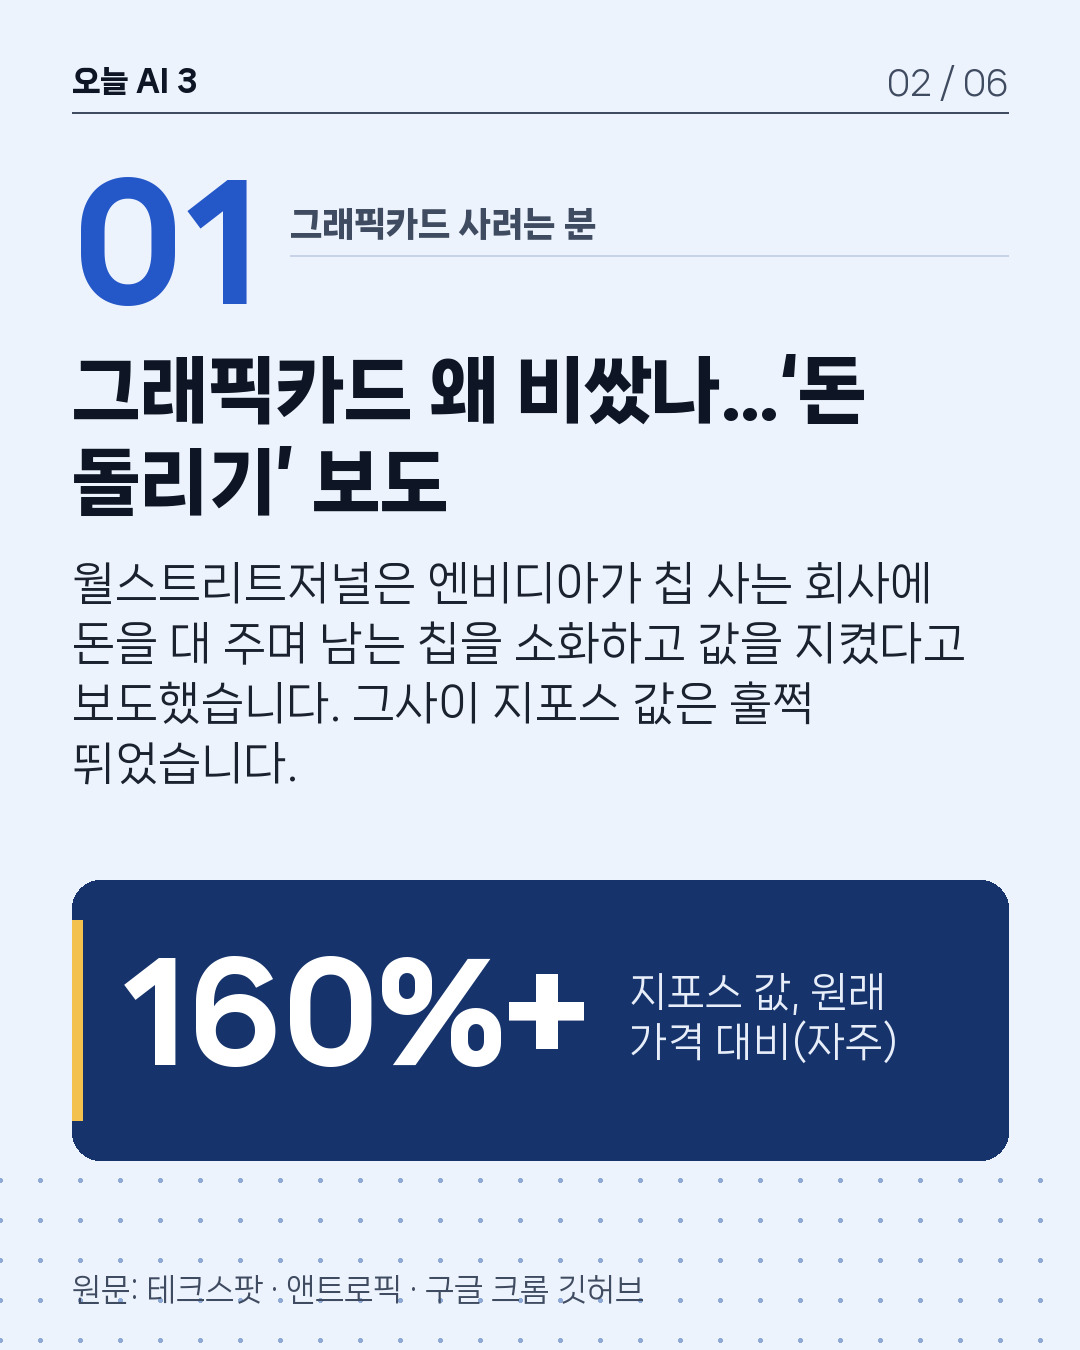 오늘 AI 3
02 / 06
01
그래픽카드 사려는 분
그래픽카드 왜 비쌌나…‘돈
돌리기’ 보도
월스트리트저널은 엔비디아가 칩 사는 회사에
돈을 대 주며 남는 칩을 소화하고 값을 지켰다고
보도했습니다. 그사이 지포스 값은 훌쩍
뛰었습니다.
160%+
지포스 값, 원래
가격 대비(자주)
원문: 테크스팟 · 앤트로픽 · 구글 크롬 깃허브